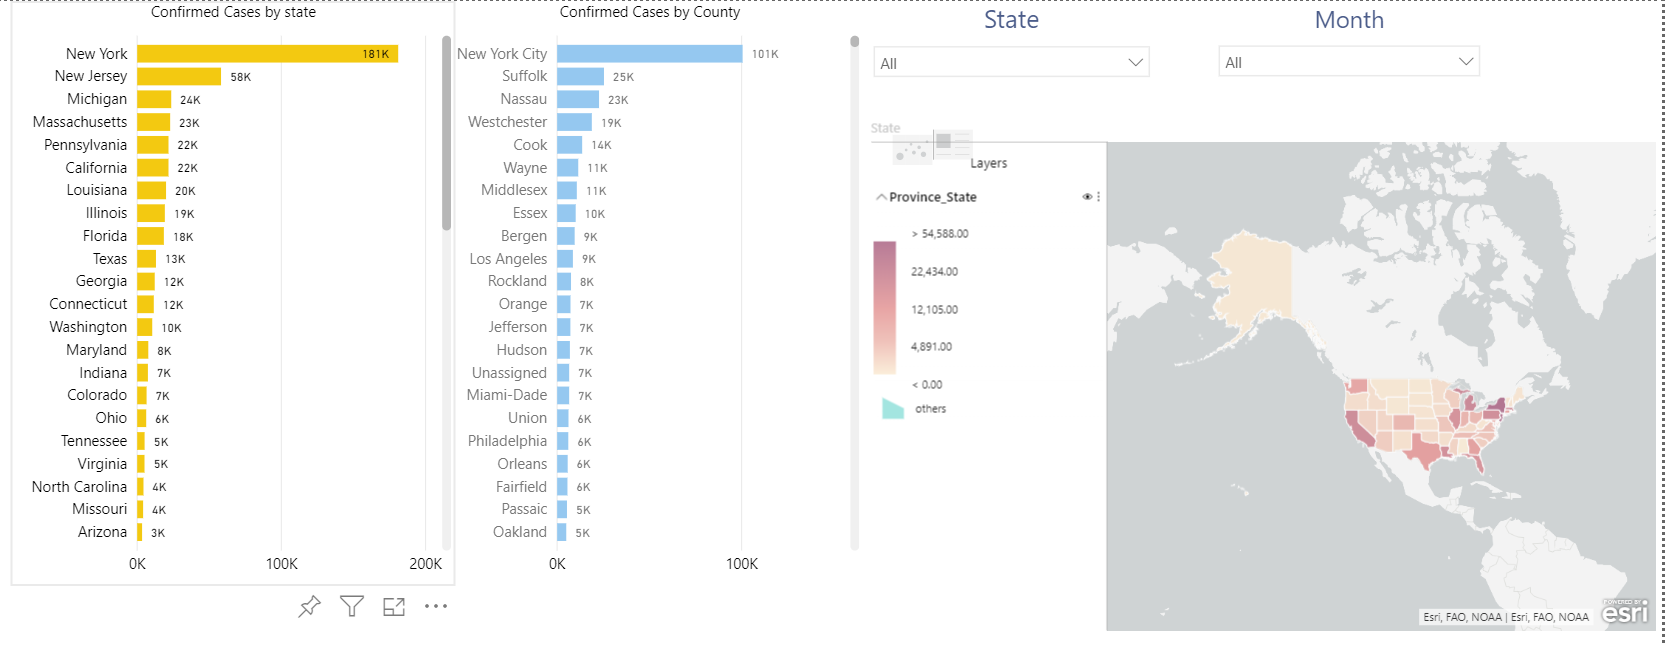 Confirmed Cases by state
New York 181K
New Jersey 58K
Michigan 24K
Massachusetts 23K
Pennsylvania 22K
California 22K
Louisiana 20K
Illinois 19K
Florida 18K
Texas 13K
Georgia 12K
Connecticut 12K
Washington 10K
Maryland 8K
Indiana 7K
Colorado 7K
Ohio 6K
Tennessee 5K
Virginia 5K
North Carolina 4K
Missouri 4K
Arizona 3K
0K 100K 200K
Confirmed Cases by County
New York City 101K
Suffolk 25K
Nassau 23K
Westchester 19K
Cook 14K
Wayne 11K
Middlesex 11K
Essex 10K
Bergen 9K
Los Angeles 9K
Rockland 8K
Orange 7K
Jefferson 7K
Hudson 7K
Unassigned 7K
Miami-Dade 7K
Union 6K
Philadelphia 6K
Orleans 6K
Fairfield 6K
Passaic 5K
Oakland 5K
0K 100K
State
All
Month
All
State
Layers
Province_State
> 54,588.00
22,434.00
12,105.00
4,891.00
< 0.00
others
Esri, FAO, NOAA | Esri, FAO, NOAA
POWERED BY
esri